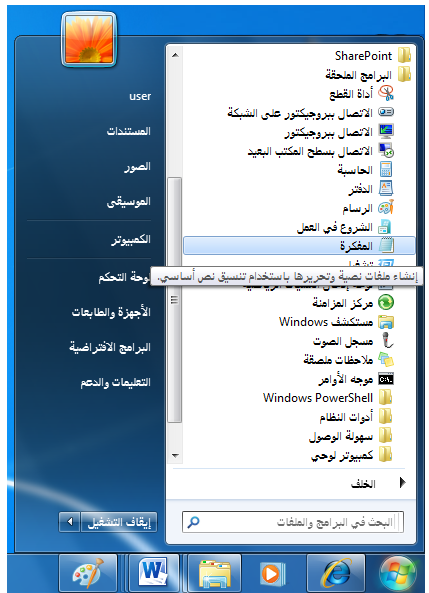 SharePoint
البرامج الملحقة
أداة القطع
الاتصال ببروجيكتور على الشبكة
الاتصال ببروجيكتور
الاتصال بسطح المكتب البعيد
الحاسبة
الدفتر
الرسام
الشروع في العمل
المفكرة
تشغيل
إنشاء ملفات نصية وتحريرها باستخدام تنسيق نص أساسي.
مركز المزامنة
مستكشف Windows
مسجل الصوت
ملاحظات ملصقة
موجه الأوامر
Windows PowerShell
أدوات النظام
سهولة الوصول
كمبيوتر لوحي
الخلف
البحث في البرامج والملفات
user
المستندات
الصور
الموسيقى
الكمبيوتر
لوحة التحكم
الأجهزة والطابعات
البرامج الافتراضية
التعليمات والدعم
إيقاف التشغيل